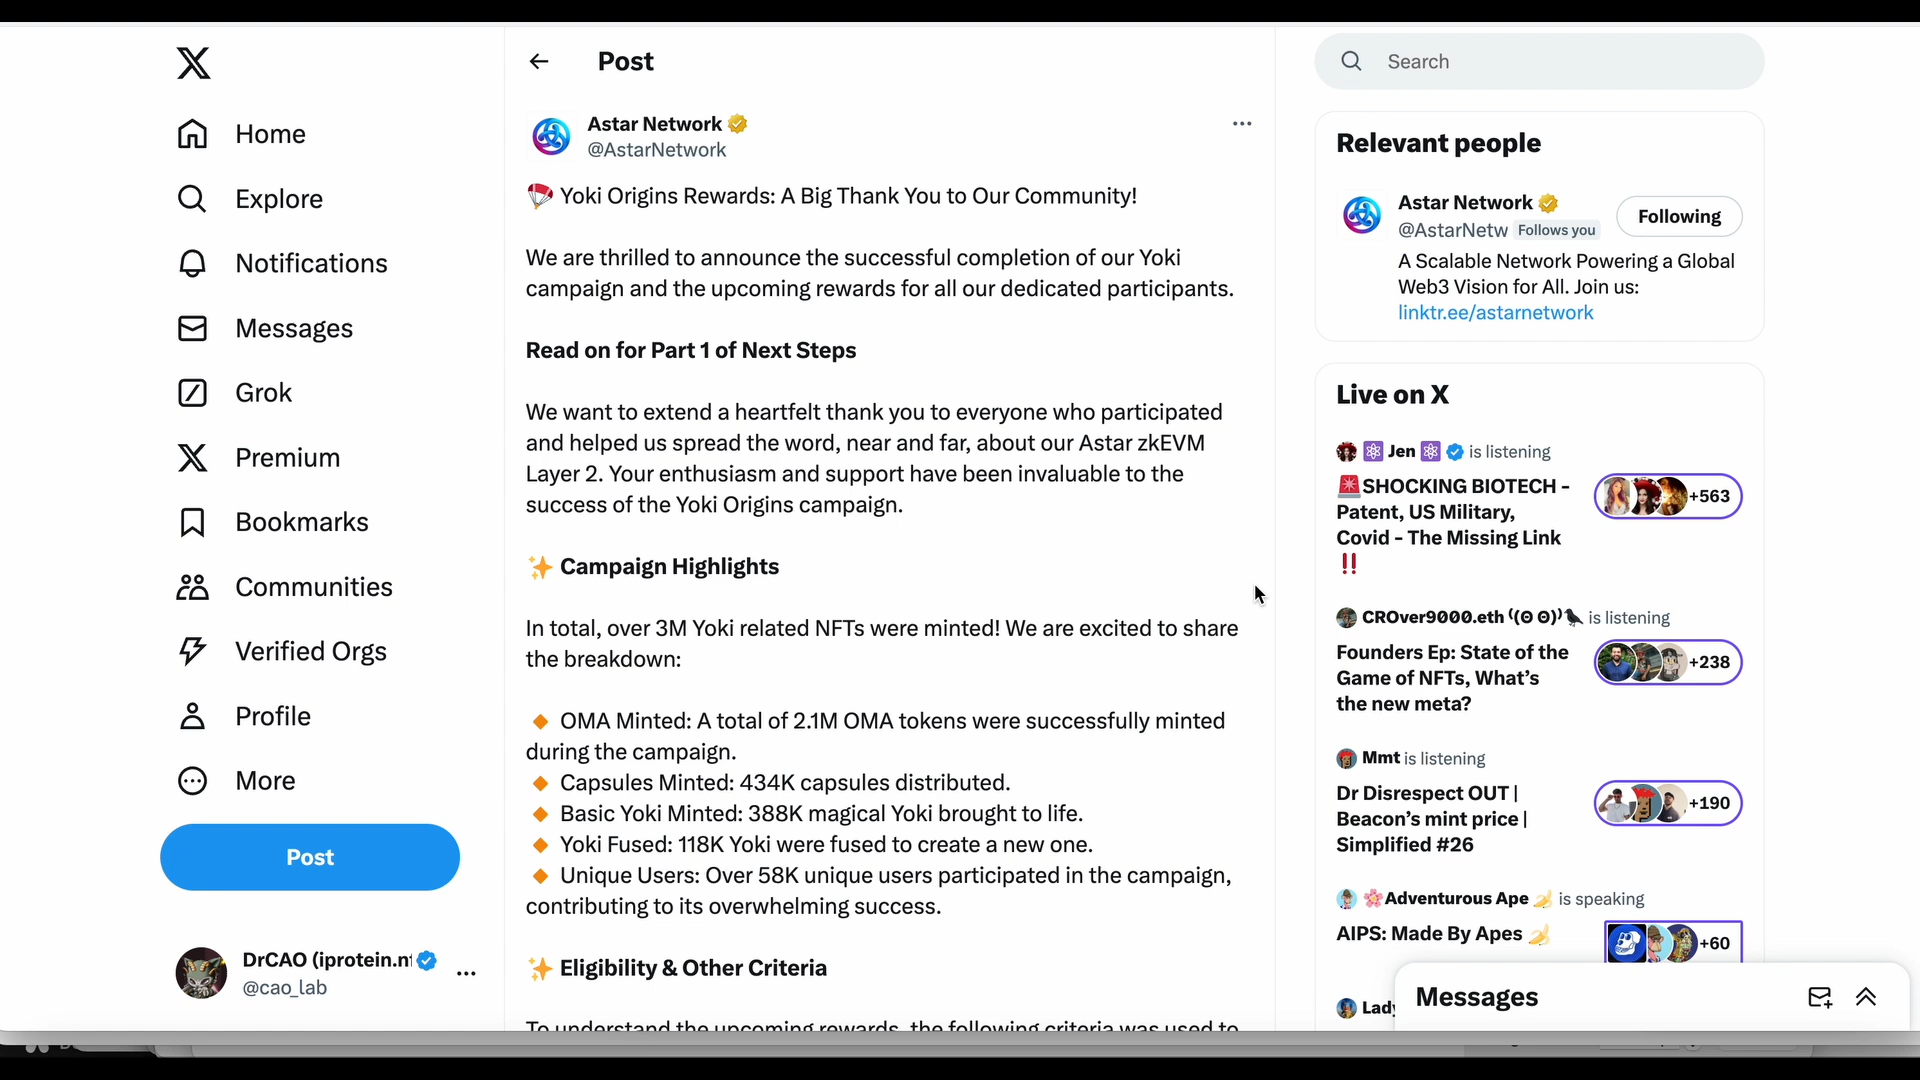 Home
Explore
Notifications
Messages
Grok
Premium
Bookmarks
Communities
Verified Orgs
Profile
More
Post
DrCAO (iprotein.n
@cao_lab
Post
Astar Network
@AstarNetwork
Yoki Origins Rewards: A Big Thank You to Our Community!
We are thrilled to announce the successful completion of our Yoki
campaign and the upcoming rewards for all our dedicated participants.
Read on for Part 1 of Next Steps
We want to extend a heartfelt thank you to everyone who participated
and helped us spread the word, near and far, about our Astar zkEVM
Layer 2. Your enthusiasm and support have been invaluable to the
success of the Yoki Origins campaign.
✨ Campaign Highlights
In total, over 3M Yoki related NFTs were minted! We are excited to share
the breakdown:
🔸 OMA Minted: A total of 2.1M OMA tokens were successfully minted
during the campaign.
🔸 Capsules Minted: 434K capsules distributed.
🔸 Basic Yoki Minted: 388K magical Yoki brought to life.
🔸 Yoki Fused: 118K Yoki were fused to create a new one.
🔸 Unique Users: Over 58K unique users participated in the campaign,
contributing to its overwhelming success.
✨ Eligibility & Other Criteria
To understand the upcoming rewards, the following criteria was used to
Search
Relevant people
Astar Network
@AstarNetw Follows you
Following
A Scalable Network Powering a Global
Web3 Vision for All. Join us:
linktr.ee/astarnetwork
Live on X
⚛️ Jen ⚛️ is listening
🚨SHOCKING BIOTECH -
Patent, US Military,
Covid - The Missing Link
‼️
+563
CROver9000.eth ⁽(ʘ ʘ)⁾ is listening
Founders Ep: State of the
Game of NFTs, What’s
the new meta?
+238
Mmt is listening
Dr Disrespect OUT |
Beacon’s mint price |
Simplified #26
+190
🌸Adventurous Ape 🍌 is speaking
AIPS: Made By Apes 🍌
+60
Lady
Messages